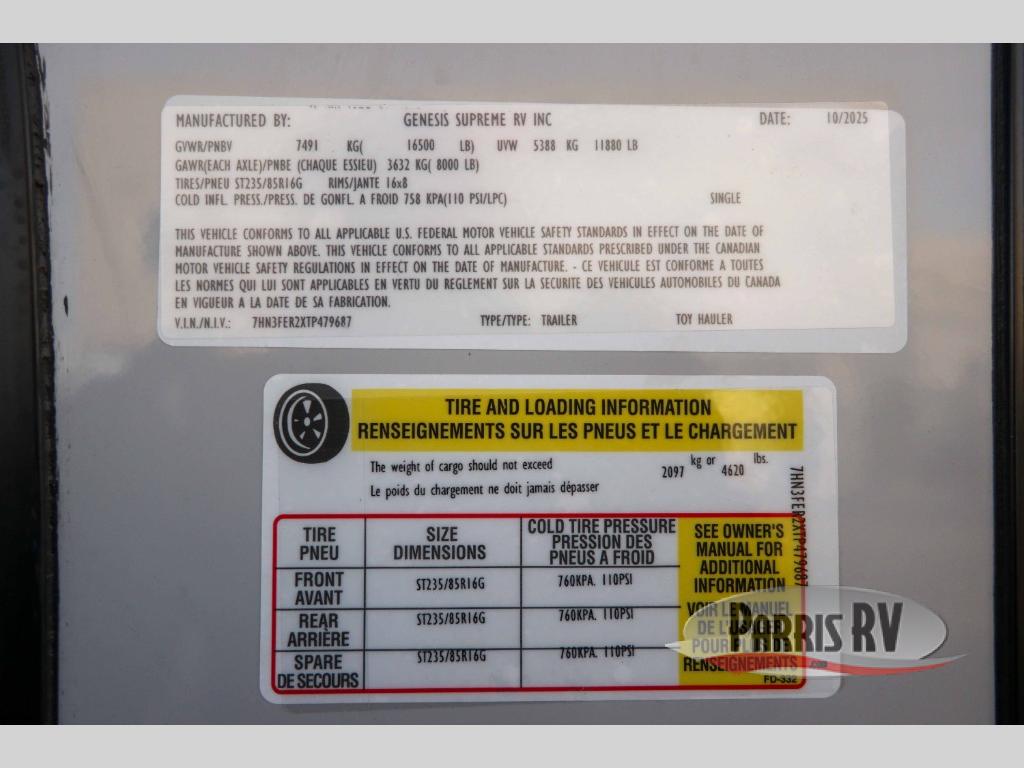 MANUFACTURED BY: GENESIS SUPREME RV INC DATE: 10/2025
GVWR/PNBV 7491 KG( 16500 LB) UVW 5388 KG 11880 LB
GAWR(EACH AXLE)/PNBE (CHAQUE ESSIEU) 3632 KG( 8000 LB)
TIRES/PNEU ST235/85R16G RIMS/JANTE 16x8
COLD INFL. PRESS./PRESS. DE GONFL. A FROID 758 KPA(110 PSI/LPC) SINGLE
THIS VEHICLE CONFORMS TO ALL APPLICABLE U.S. FEDERAL MOTOR VEHICLE SAFETY STANDARDS IN EFFECT ON THE DATE OF
MANUFACTURE SHOWN ABOVE. THIS VEHICLE CONFORMS TO ALL APPLICABLE STANDARDS PRESCRIBED UNDER THE CANADIAN
MOTOR VEHICLE SAFETY REGULATIONS IN EFFECT ON THE DATE OF MANUFACTURE. - CE VEHICULE EST CONFORME A TOUTES
LES NORMES QUI LUI SONT APPLICABLES EN VERTU DU REGLEMENT SUR LA SECURITE DES VEHICULES AUTOMOBILES DU CANADA
EN VIGUEUR A LA DATE DE SA FABRICATION.
V.I.N./N.I.V.: 7HN3FER2XTP479687 TYPE/TYPE: TRAILER TOY HAULER
TIRE AND LOADING INFORMATION
RENSEIGNEMENTS SUR LES PNEUS ET LE CHARGEMENT
The weight of cargo should not exceed 2097 kg or 4620 lbs.
Le poids du chargement ne doit jamais dépasser
7HN3FER2XTP479687
TIRE
PNEU
SIZE
DIMENSIONS
COLD TIRE PRESSURE
PRESSION DES
PNEUS A FROID
SEE OWNER'S
MANUAL FOR
ADDITIONAL
INFORMATION
VOIR LE MANUEL
DE L'USAGER
POUR PLUS DE
RENSEIGNEMENTS
FRONT
AVANT
ST235/85R16G
760KPA. 110PSI
REAR
ARRIÈRE
ST235/85R16G
760KPA. 110PSI
SPARE
DE SECOURS
ST235/85R16G
760KPA. 110PSI
FD-332
PARRIS RV
.com